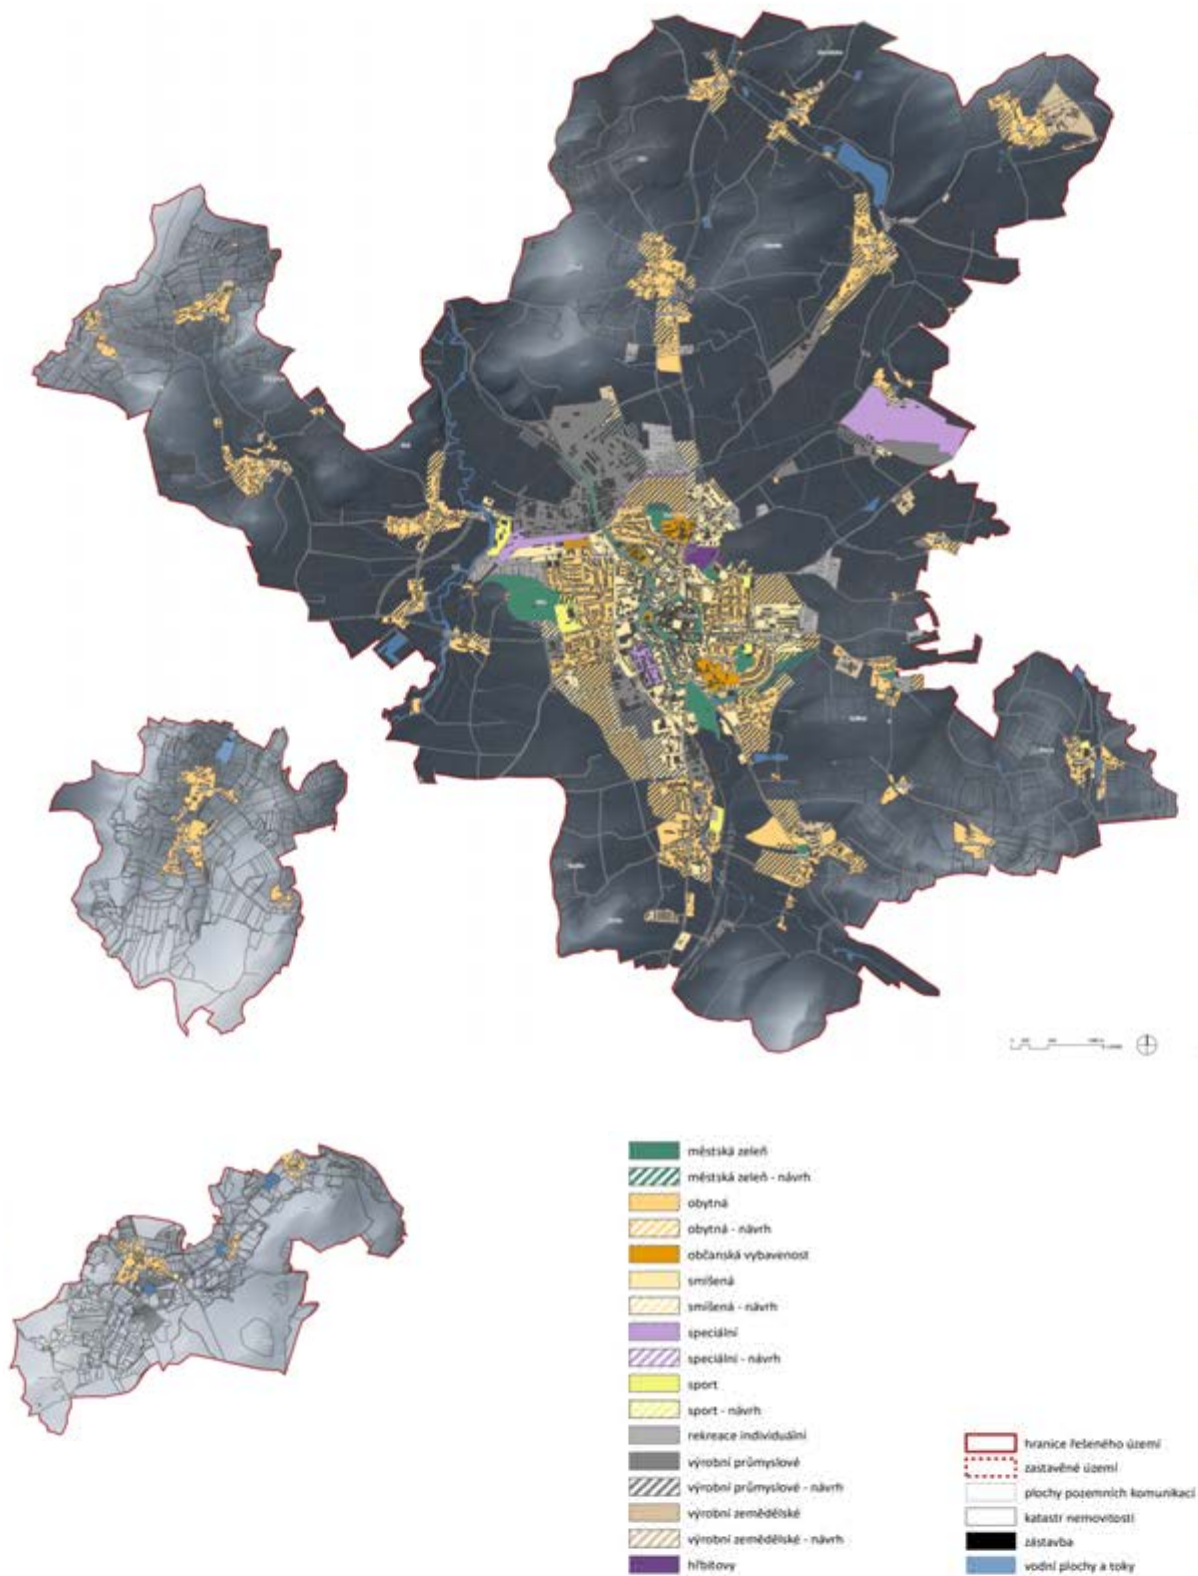 městská zeleň
městská zeleň - návrh
obytná
obytná - návrh
občanská vybavenost
smíšená
smíšená - návrh
speciální
speciální - návrh
sport
sport - návrh
rekreace individuální
výrobní průmyslové
výrobní průmyslové - návrh
výrobní zemědělské
výrobní zemědělské - návrh
hřbitovy
hranice řešeného území
zastavěné území
plochy pozemních komunikací
katastr nemovitostí
zástavba
vodní plochy a toky